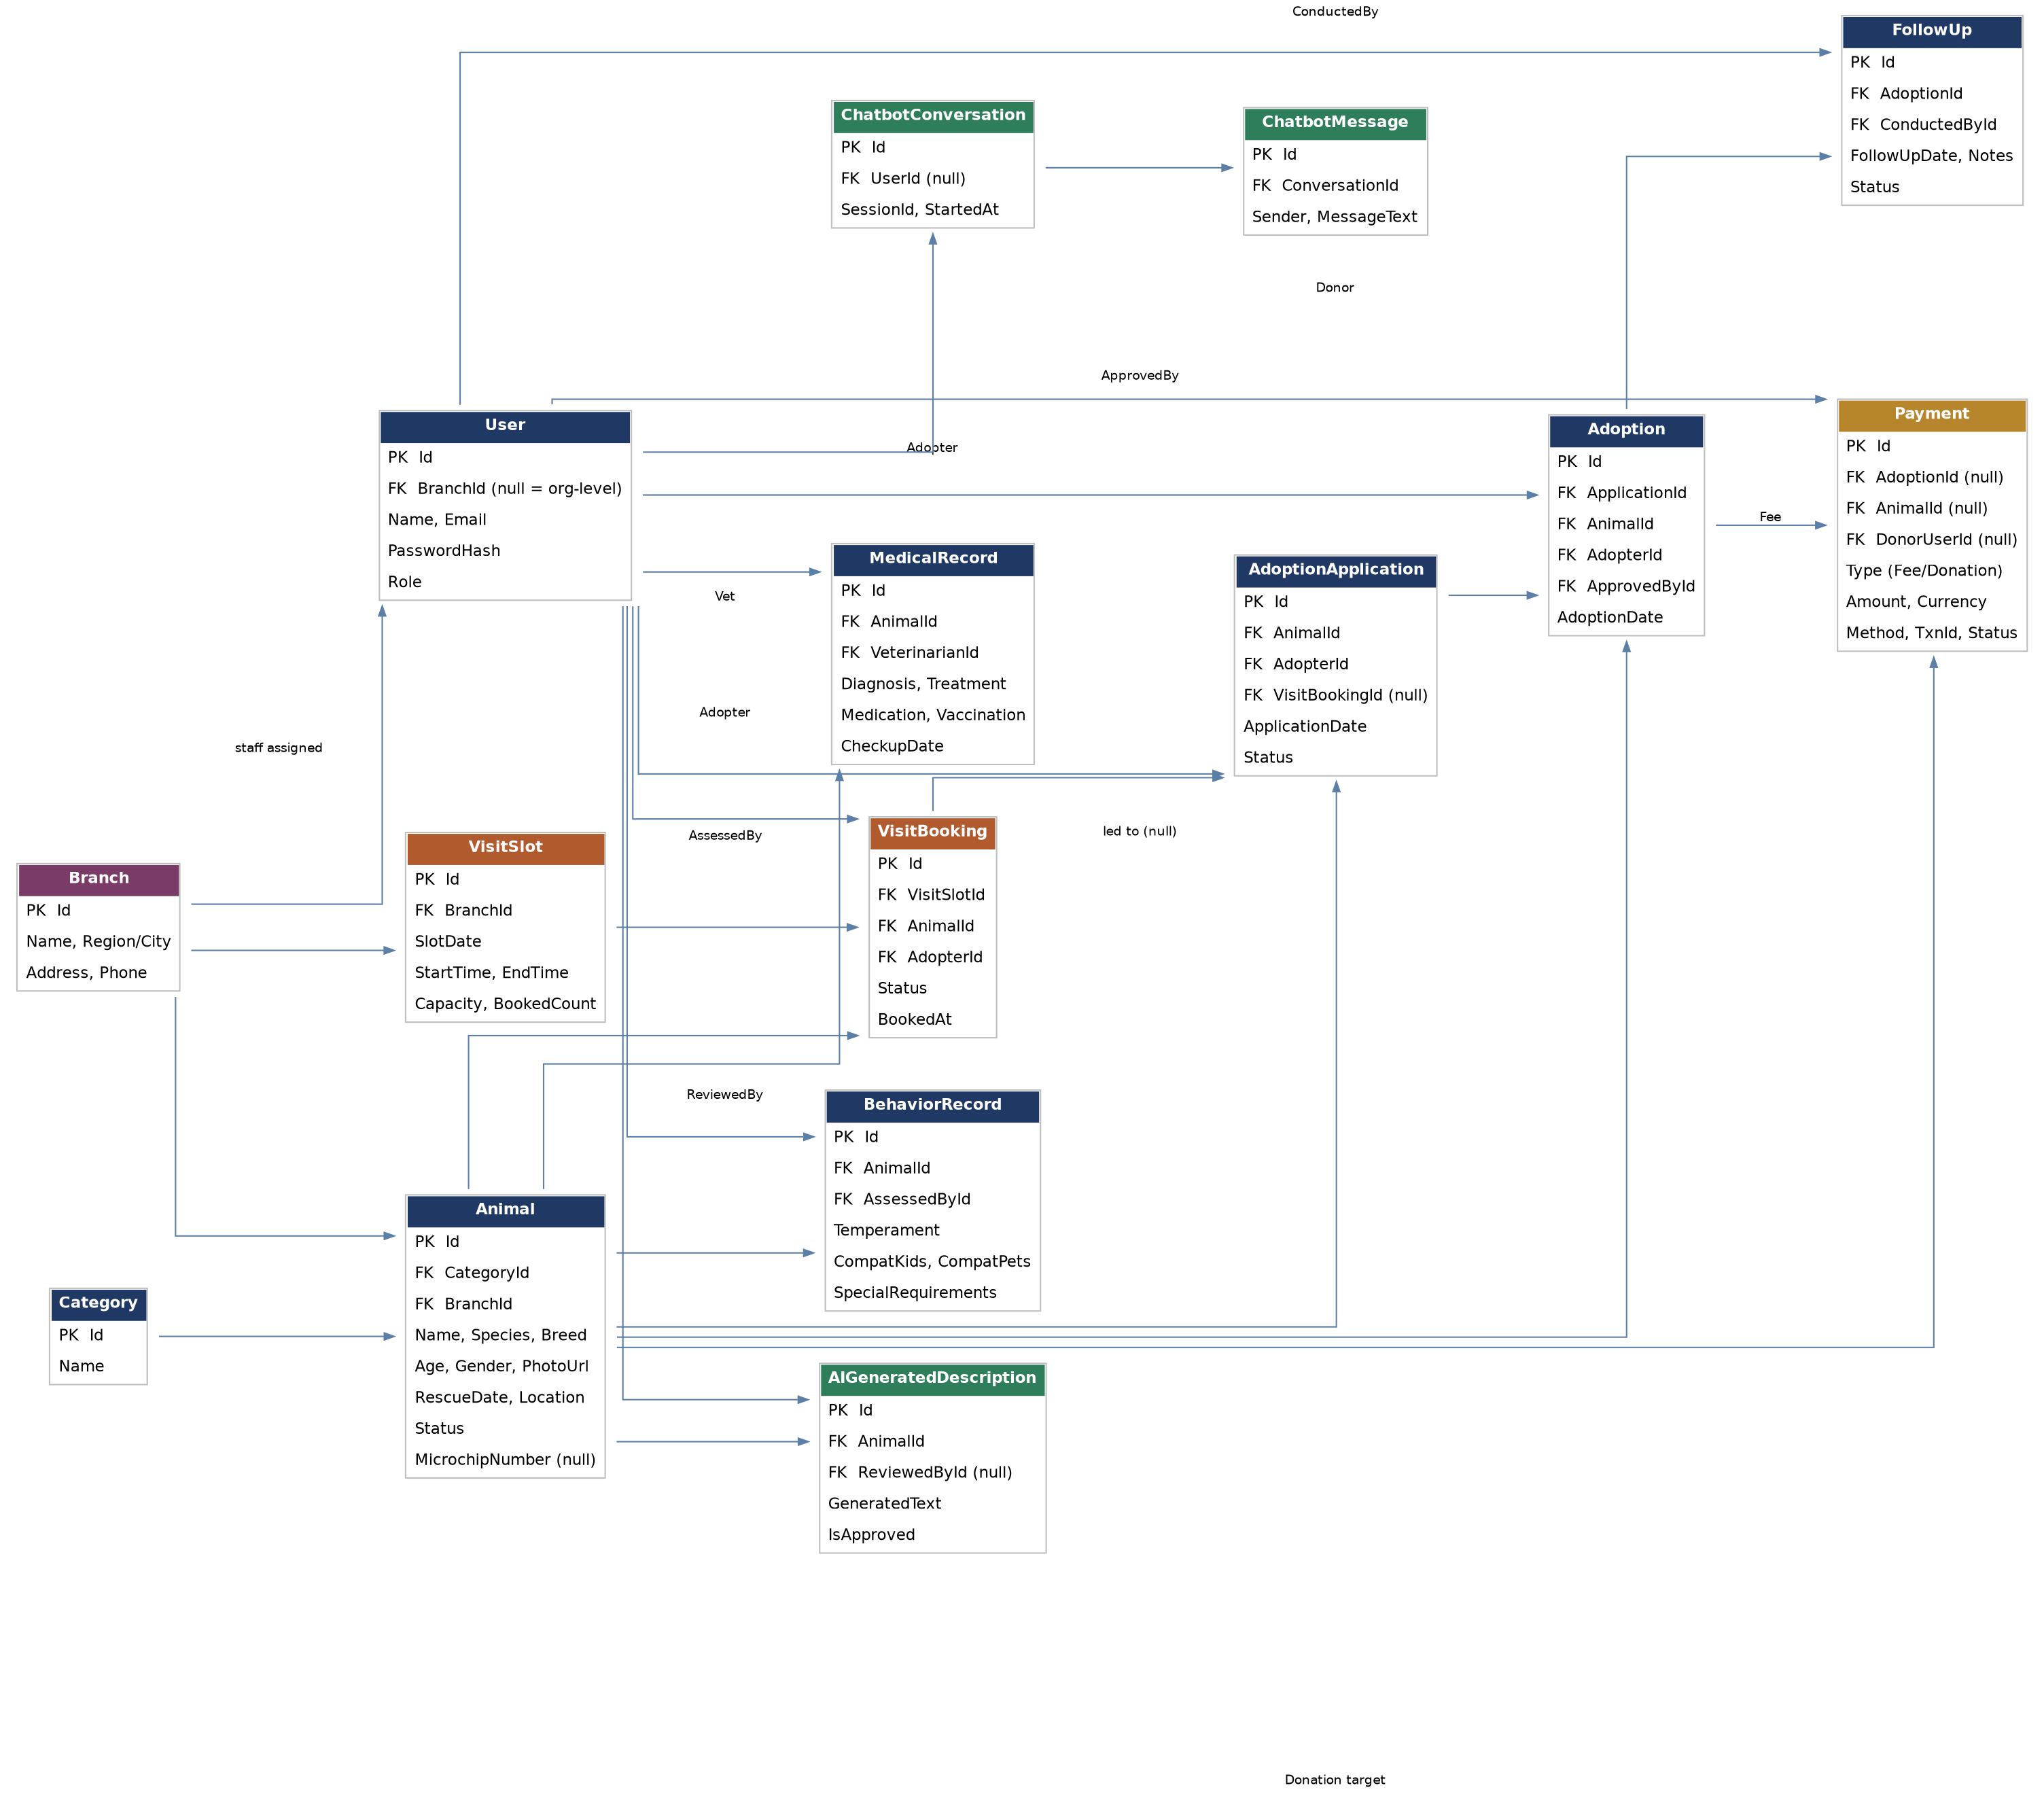 ConductedBy
FollowUp
PK Id
FK AdoptionId
FK ConductedById
FollowUpDate, Notes
Status
ChatbotConversation
PK Id
FK UserId (null)
SessionId, StartedAt
ChatbotMessage
PK Id
FK ConversationId
Sender, MessageText
Donor
ApprovedBy
User
PK Id
FK BranchId (null = org-level)
Name, Email
PasswordHash
Role
Adopter
Adoption
PK Id
FK ApplicationId
FK AnimalId
FK AdopterId
FK ApprovedById
AdoptionDate
Fee
Payment
PK Id
FK AdoptionId (null)
FK AnimalId (null)
FK DonorUserId (null)
Type (Fee/Donation)
Amount, Currency
Method, TxnId, Status
Vet
MedicalRecord
PK Id
FK AnimalId
FK VeterinarianId
Diagnosis, Treatment
Medication, Vaccination
CheckupDate
AdoptionApplication
PK Id
FK AnimalId
FK AdopterId
FK VisitBookingId (null)
ApplicationDate
Status
Adopter
staff assigned
AssessedBy
led to (null)
VisitSlot
PK Id
FK BranchId
SlotDate
StartTime, EndTime
Capacity, BookedCount
VisitBooking
PK Id
FK VisitSlotId
FK AnimalId
FK AdopterId
Status
BookedAt
Branch
PK Id
Name, Region/City
Address, Phone
ReviewedBy
BehaviorRecord
PK Id
FK AnimalId
FK AssessedById
Temperament
CompatKids, CompatPets
SpecialRequirements
Animal
PK Id
FK CategoryId
FK BranchId
Name, Species, Breed
Age, Gender, PhotoUrl
RescueDate, Location
Status
MicrochipNumber (null)
Category
PK Id
Name
AIGeneratedDescription
PK Id
FK AnimalId
FK ReviewedById (null)
GeneratedText
IsApproved
Donation target